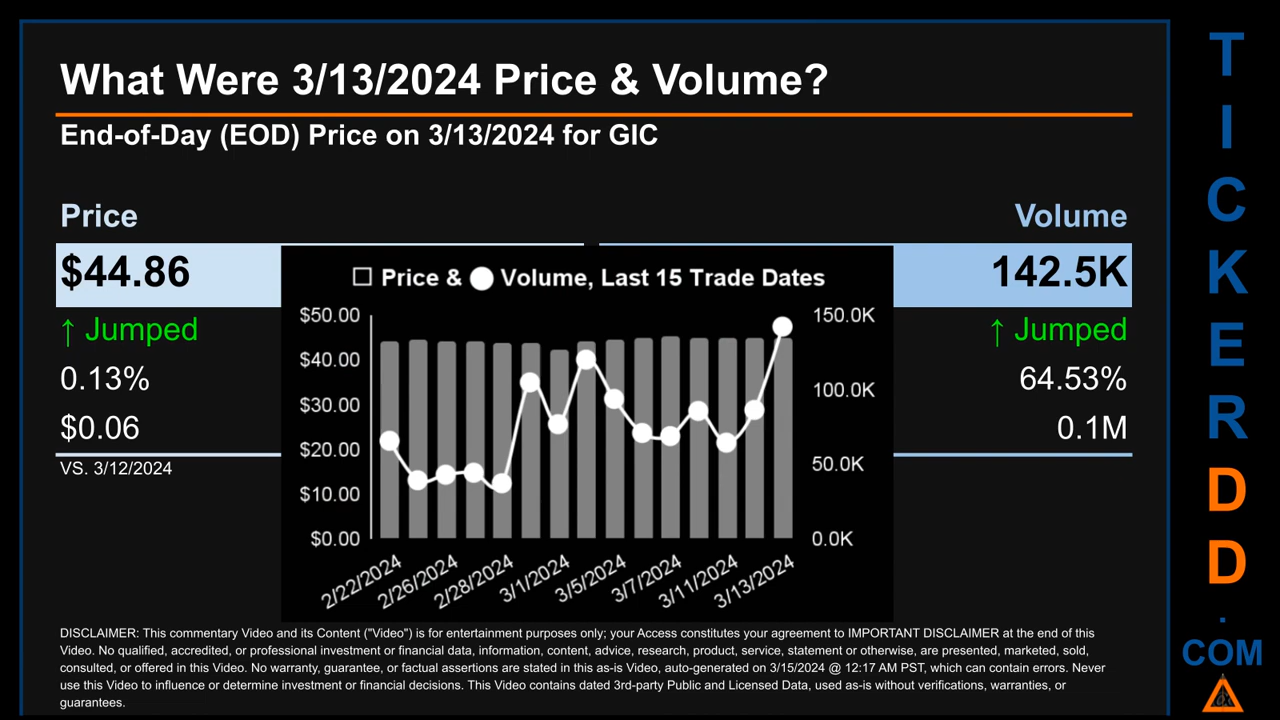 What Were 3/13/2024 Price & Volume?
End-of-Day (EOD) Price on 3/13/2024 for GIC
Price
Volume
$44.86
142.5K
↑ Jumped
↑ Jumped
0.13%
64.53%
$0.06
0.1M
VS. 3/12/2024
Price & Volume, Last 15 Trade Dates
$50.00
$40.00
$30.00
$20.00
$10.00
$0.00
150.0K
100.0K
50.0K
0.0K
2/22/2024
2/26/2024
2/28/2024
3/1/2024
3/5/2024
3/7/2024
3/11/2024
3/13/2024
DISCLAIMER: This commentary Video and its Content ("Video") is for entertainment purposes only; your Access constitutes your agreement to IMPORTANT DISCLAIMER at the end of this
Video. No qualified, accredited, or professional investment or financial data, information, content, advice, research, product, service, statement or otherwise, are presented, marketed, sold,
consulted, or offered in this Video. No warranty, guarantee, or factual assertions are stated in this as-is Video, auto-generated on 3/15/2024 @ 12:17 AM PST, which can contain errors. Never
use this Video to influence or determine investment or financial decisions. This Video contains dated 3rd-party Public and Licensed Data, used as-is without verifications, warranties, or
guarantees.
T
I
C
K
E
R
D
D
.
COM